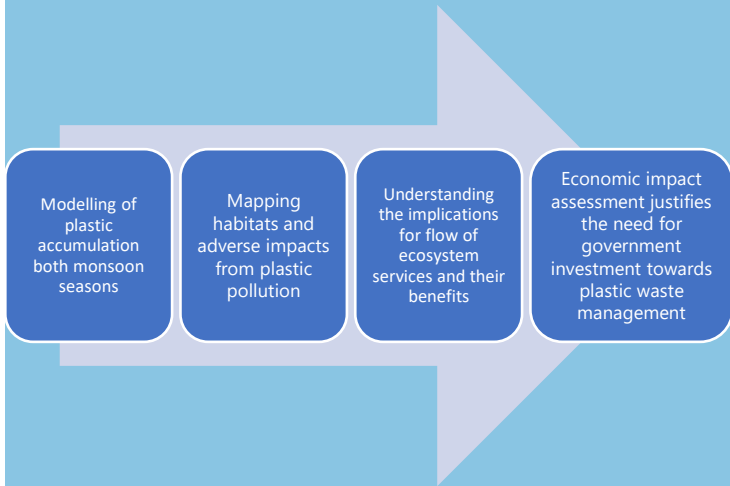 Modelling of
plastic
accumulation
both monsoon
seasons
Mapping
habitats and
adverse impacts
from plastic
pollution
Understanding
the implications
for flow of
ecosystem
services and their
benefits
Economic impact
assessment justifies
the need for
government
investment towards
plastic waste
management